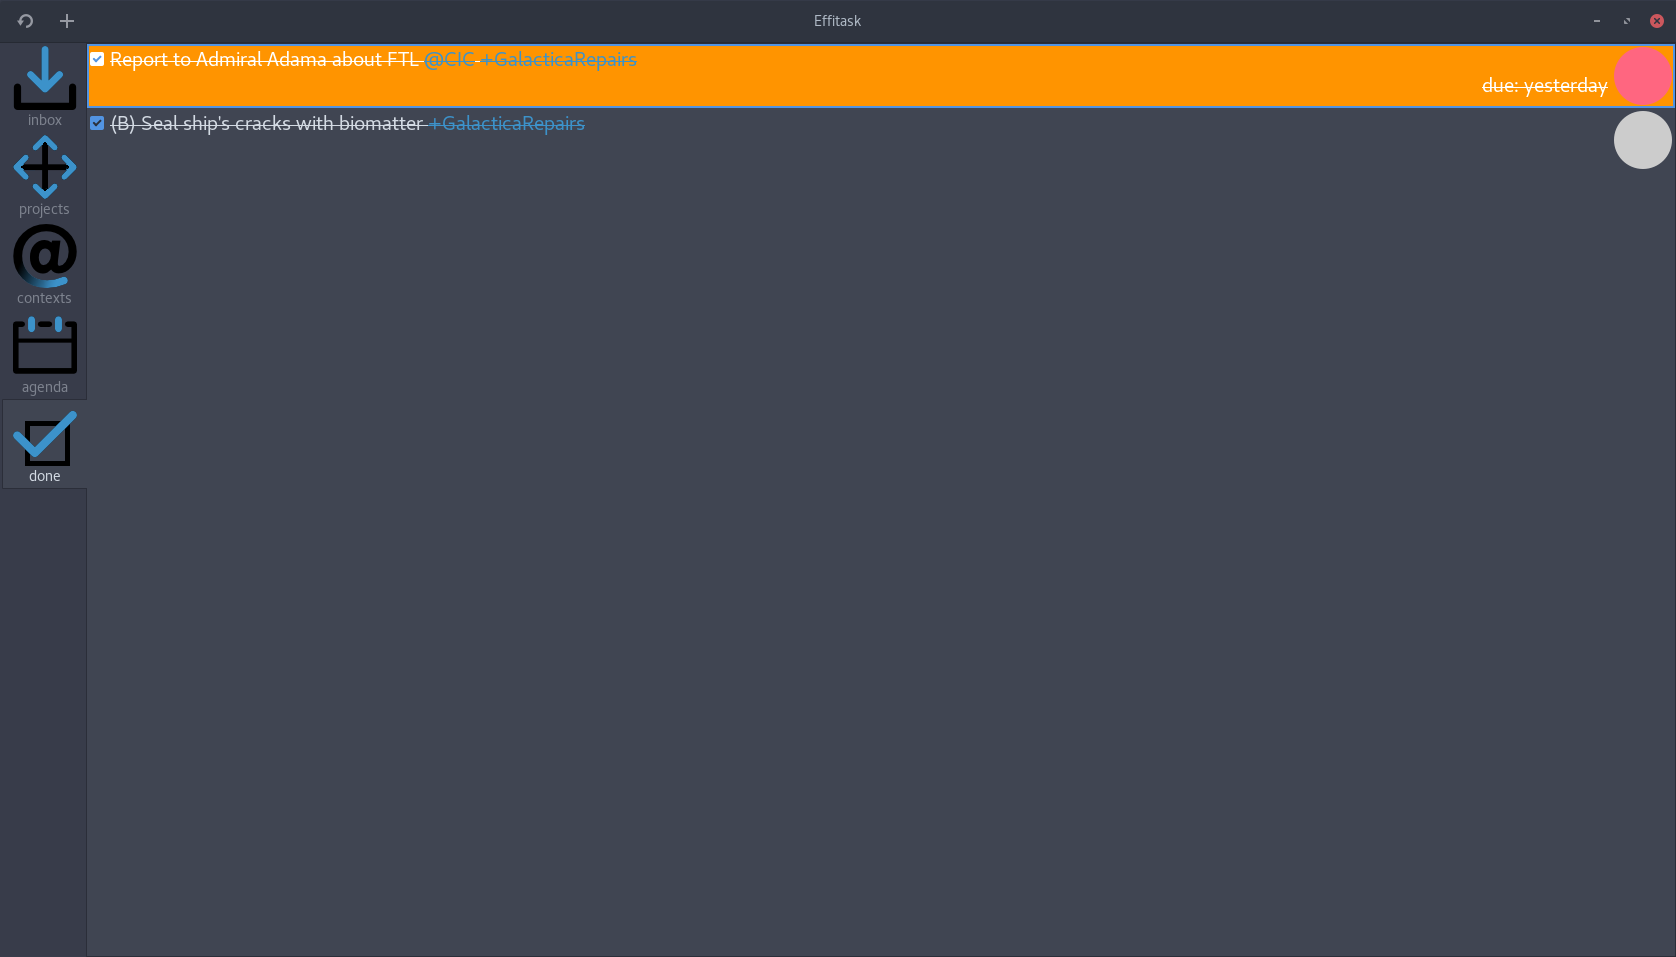 Effitask
inbox
projects
contexts
agenda
done
Report to Admiral Adama about FTL @CIC +GalacticaRepairs
due: yesterday
(B) Seal ship's cracks with biomatter +GalacticaRepairs